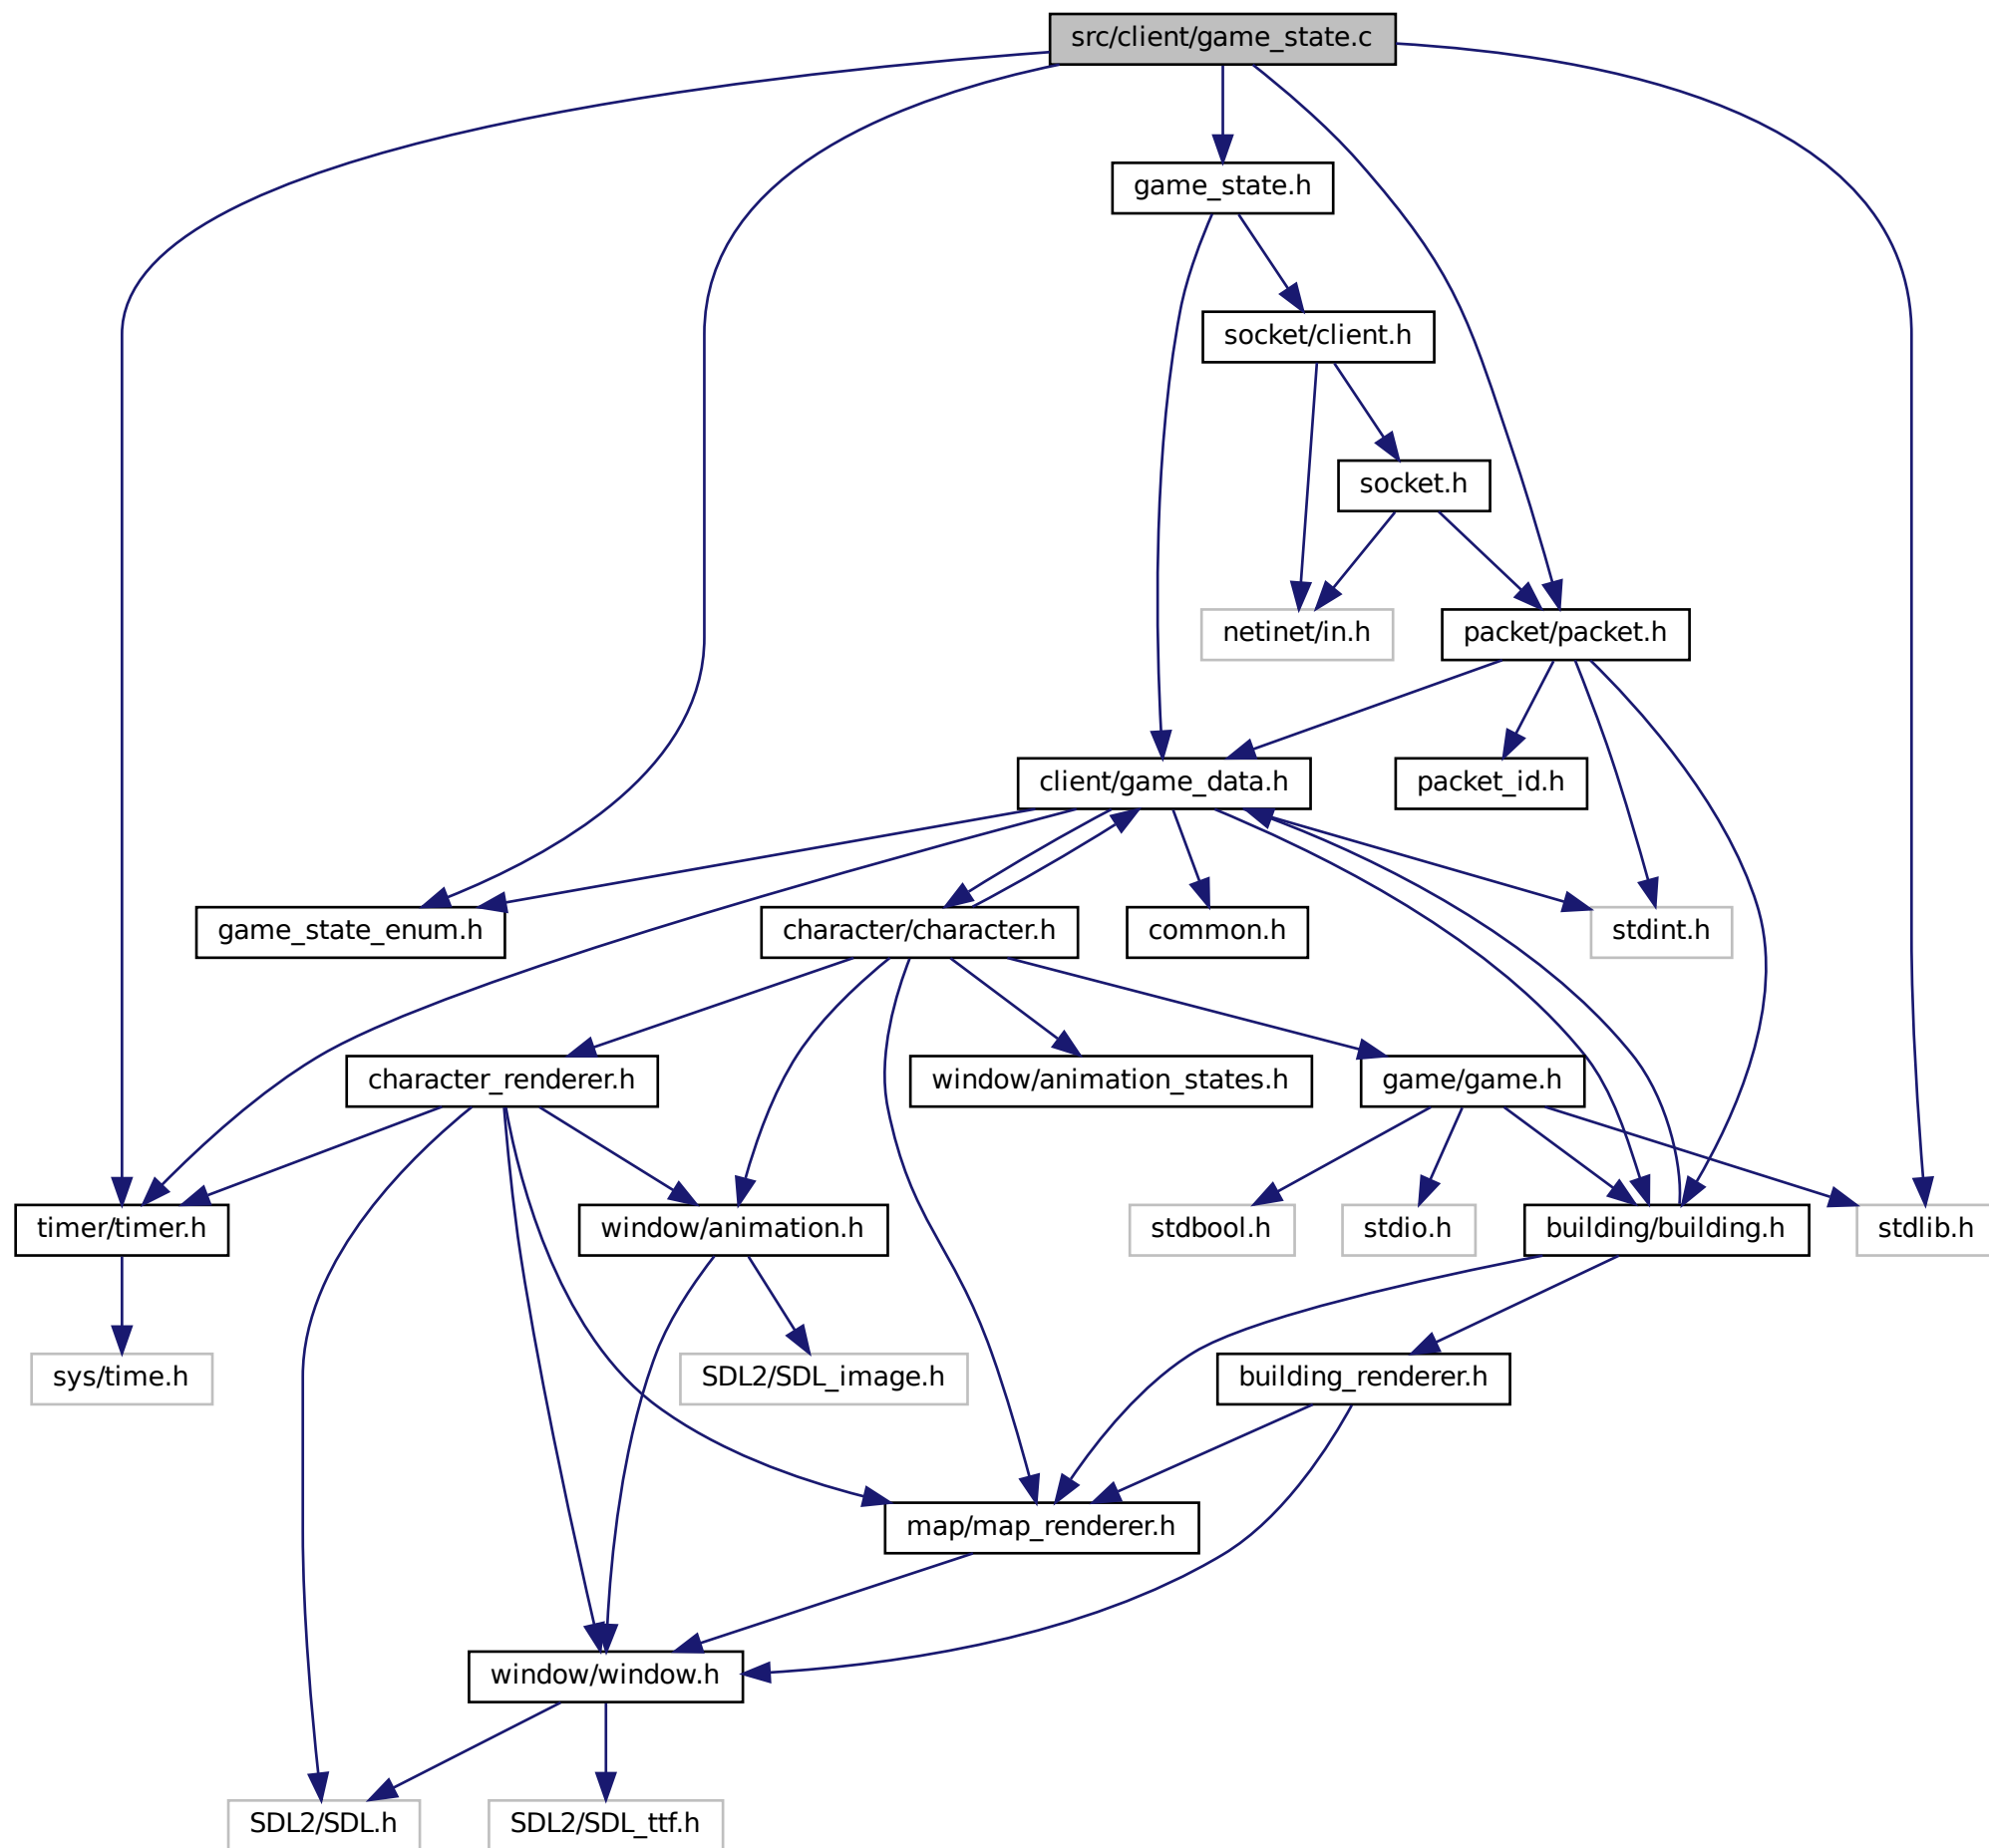 src/client/game_state.c
game_state.h
socket/client.h
socket.h
netinet/in.h
packet/packet.h
client/game_data.h
packet_id.h
game_state_enum.h
character/character.h
common.h
stdint.h
character_renderer.h
window/animation_states.h
game/game.h
timer/timer.h
window/animation.h
stdbool.h
stdio.h
building/building.h
stdlib.h
sys/time.h
SDL2/SDL_image.h
building_renderer.h
map/map_renderer.h
window/window.h
SDL2/SDL.h
SDL2/SDL_ttf.h